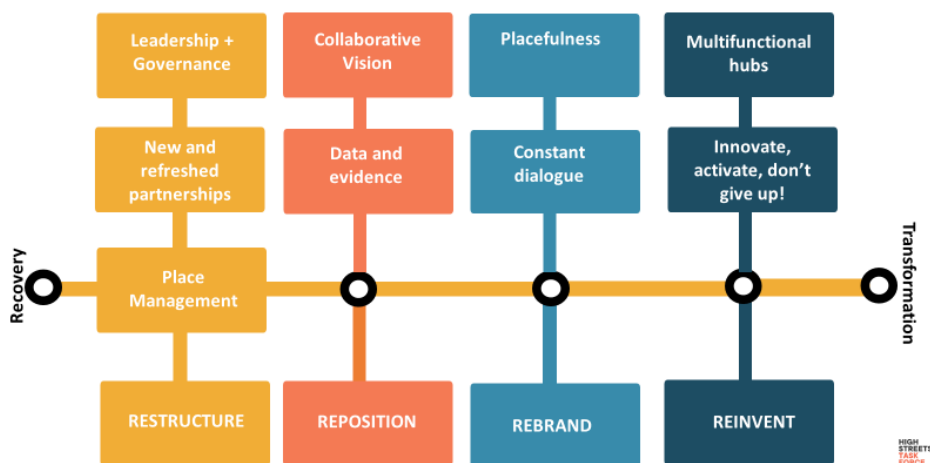 Leadership +
Governance
Collaborative
Vision
Placefulness
Multifunctional
hubs
New and
refreshed
partnerships
Data and
evidence
Constant
dialogue
Innovate,
activate, don't
give up!
Recovery
Place
Management
Transformation
RESTRUCTURE
REPOSITION
REBRAND
REINVENT
HIGH
STREETS
TASK
FORCE